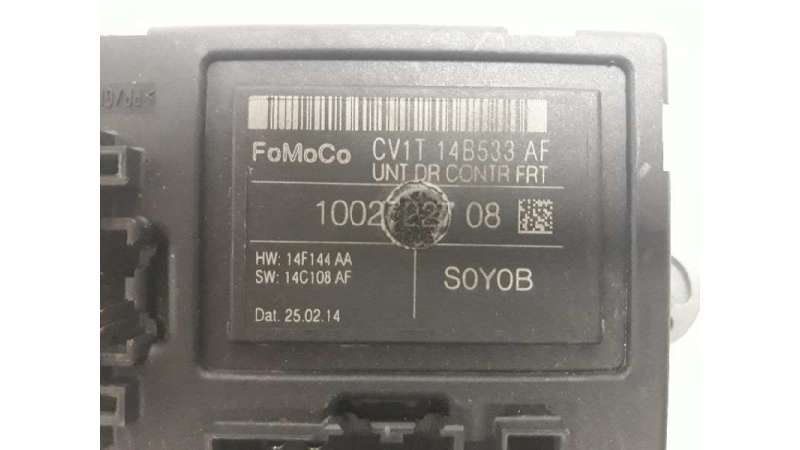 FoMoCo CV1T 14B533 AF
UNT DR CONTR FRT
08
HW: 14F144 AA
SW: 14C108 AF
S0Y0B
Dat. 25.02.14